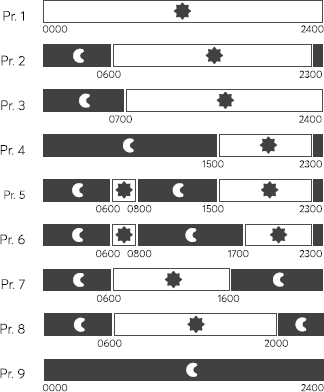 Pr. 1
0000 2400
Pr. 2
0600 2300
Pr. 3
0700 2400
Pr. 4
1500 2300
Pr. 5
0600 0800 1500 2300
Pr. 6
0600 0800 1700 2300
Pr. 7
0600 1600
Pr. 8
0600 2000
Pr. 9
0000 2400